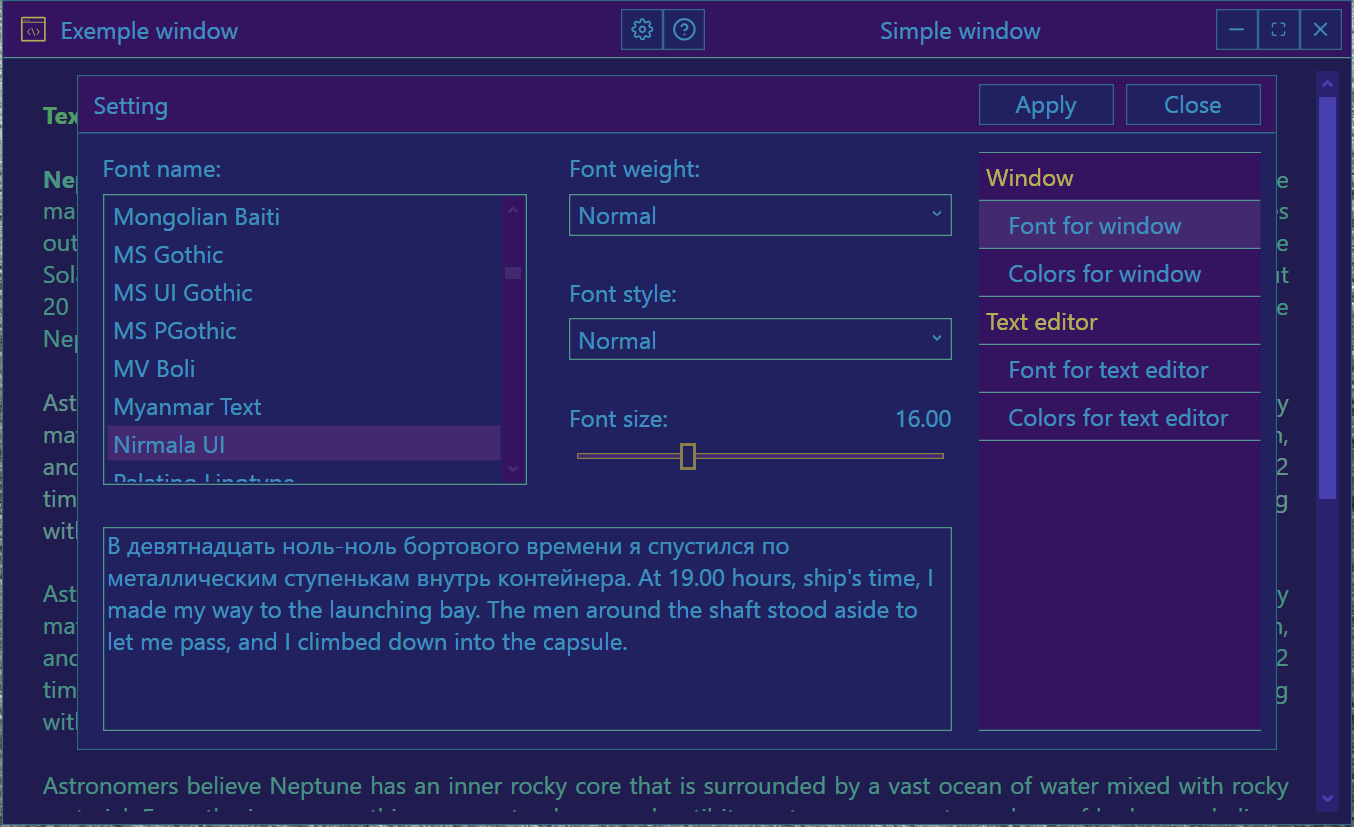 Exemple window
Simple window
Setting
Apply
Close
Font name:
Mongolian Baiti
MS Gothic
MS UI Gothic
MS PGothic
MV Boli
Myanmar Text
Nirmala UI
Palatino Linotype
Font weight:
Normal
Font style:
Normal
Font size: 16.00
Window
Font for window
Colors for window
Text editor
Font for text editor
Colors for text editor
В девятнадцать ноль-ноль бортового времени я спустился по
металлическим ступенькам внутрь контейнера. At 19.00 hours, ship's time, I
made my way to the launching bay. The men around the shaft stood aside to
let me pass, and I climbed down into the capsule.
Astronomers believe Neptune has an inner rocky core that is surrounded by a vast ocean of water mixed with rocky